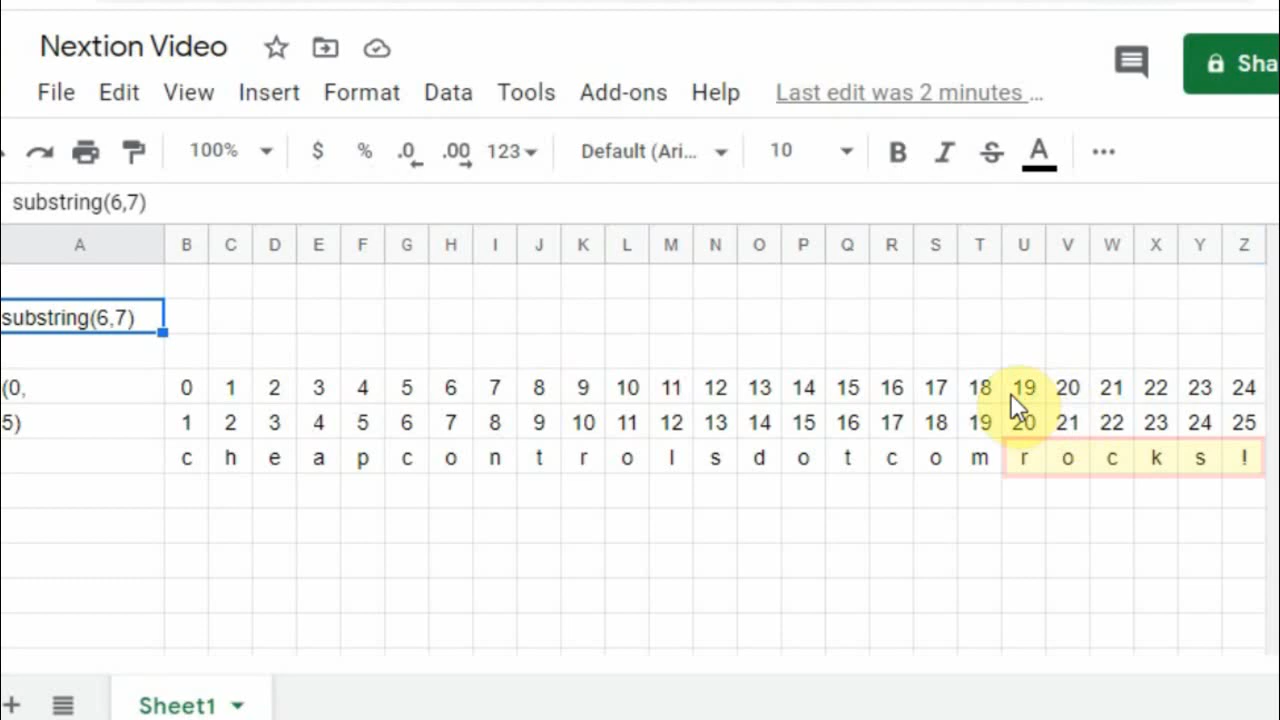 Nextion Video
Sha
File Edit View Insert Format Data Tools Add-ons Help Last edit was 2 minutes …
100% $ % .0 .00 123 Default (Ari... 10 B I S A
substring(6,7)
A B C D E F G H I J K L M N O P Q R S T U V W X Y Z
substring(6,7)
(0, 0 1 2 3 4 5 6 7 8 9 10 11 12 13 14 15 16 17 18 19 20 21 22 23 24
5) 1 2 3 4 5 6 7 8 9 10 11 12 13 14 15 16 17 18 19 20 21 22 23 24 25
c h e a p c o n t r o l s d o t c o m r o c k s !
Sheet1